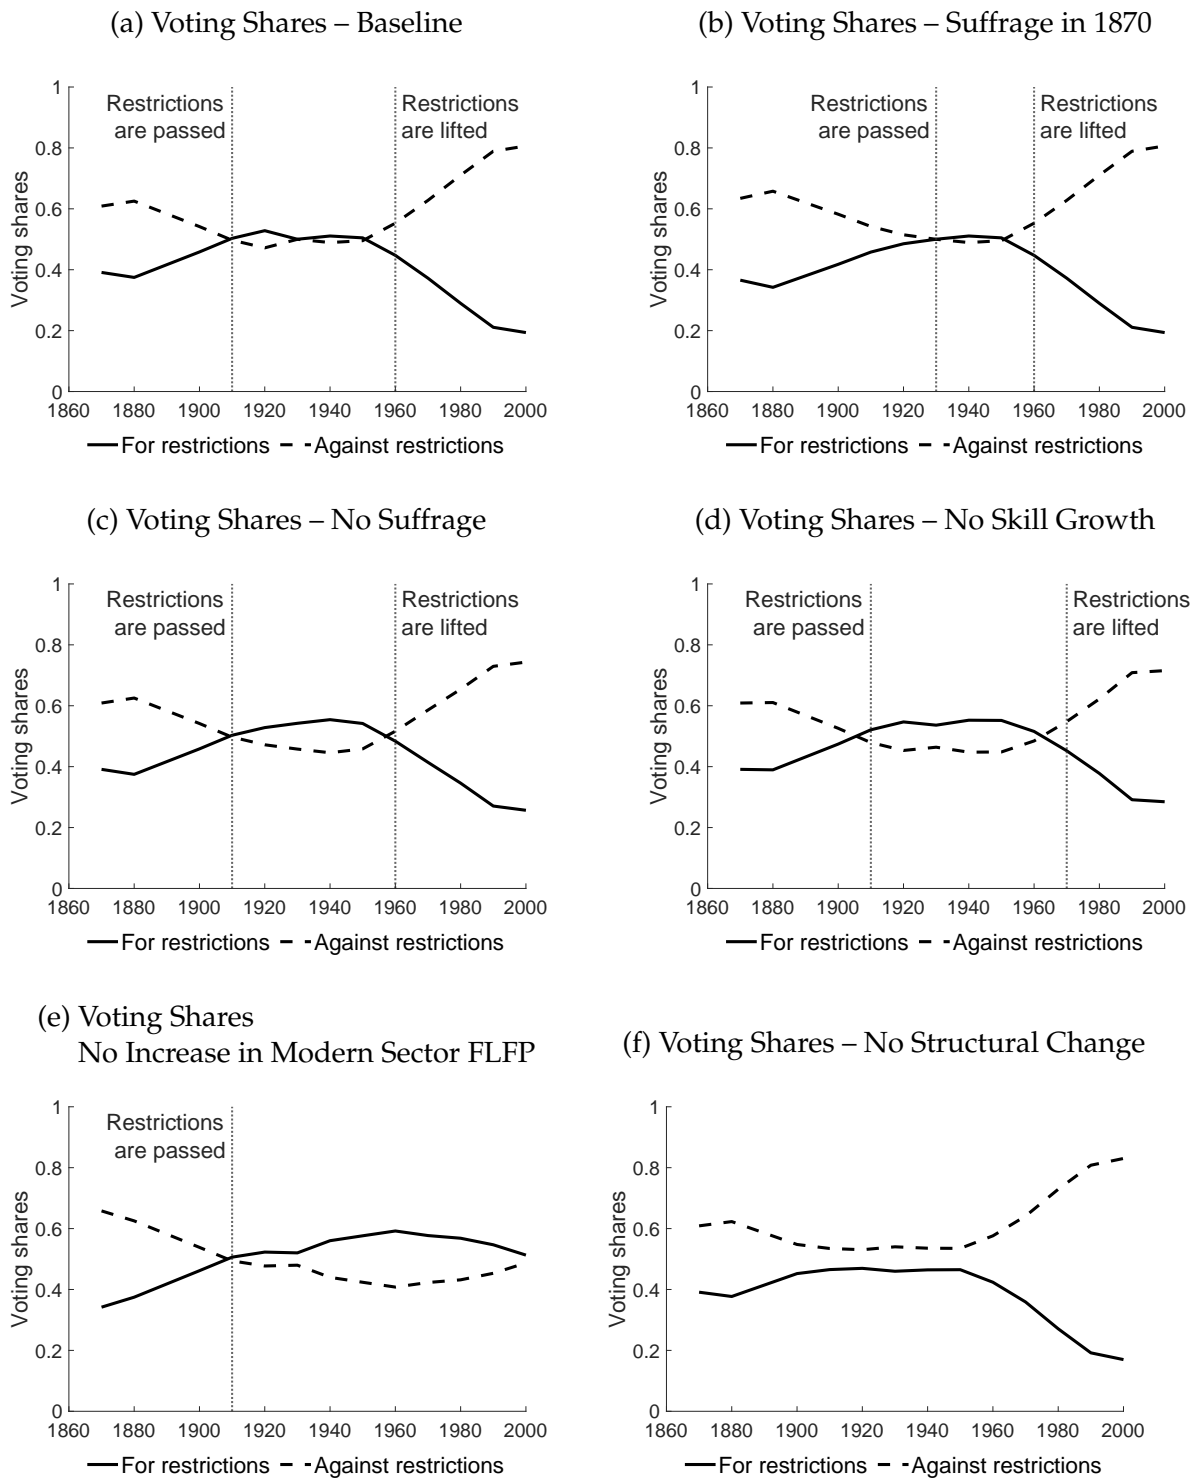 (a) Voting Shares – Baseline
Restrictions
are passed
Restrictions
are lifted
Voting shares
1
0.8
0.6
0.4
0.2
0
1860 1880 1900 1920 1940 1960 1980 2000
For restrictions Against restrictions
(b) Voting Shares – Suffrage in 1870
Restrictions
are passed
Restrictions
are lifted
Voting shares
1
0.8
0.6
0.4
0.2
0
1860 1880 1900 1920 1940 1960 1980 2000
For restrictions Against restrictions
(c) Voting Shares – No Suffrage
Restrictions
are passed
Restrictions
are lifted
Voting shares
1
0.8
0.6
0.4
0.2
0
1860 1880 1900 1920 1940 1960 1980 2000
For restrictions Against restrictions
(d) Voting Shares – No Skill Growth
Restrictions
are passed
Restrictions
are lifted
Voting shares
1
0.8
0.6
0.4
0.2
0
1860 1880 1900 1920 1940 1960 1980 2000
For restrictions Against restrictions
(e) Voting Shares
No Increase in Modern Sector FLFP
Restrictions
are passed
Voting shares
1
0.8
0.6
0.4
0.2
0
1860 1880 1900 1920 1940 1960 1980 2000
For restrictions Against restrictions
(f) Voting Shares – No Structural Change
Voting shares
1
0.8
0.6
0.4
0.2
0
1860 1880 1900 1920 1940 1960 1980 2000
For restrictions Against restrictions